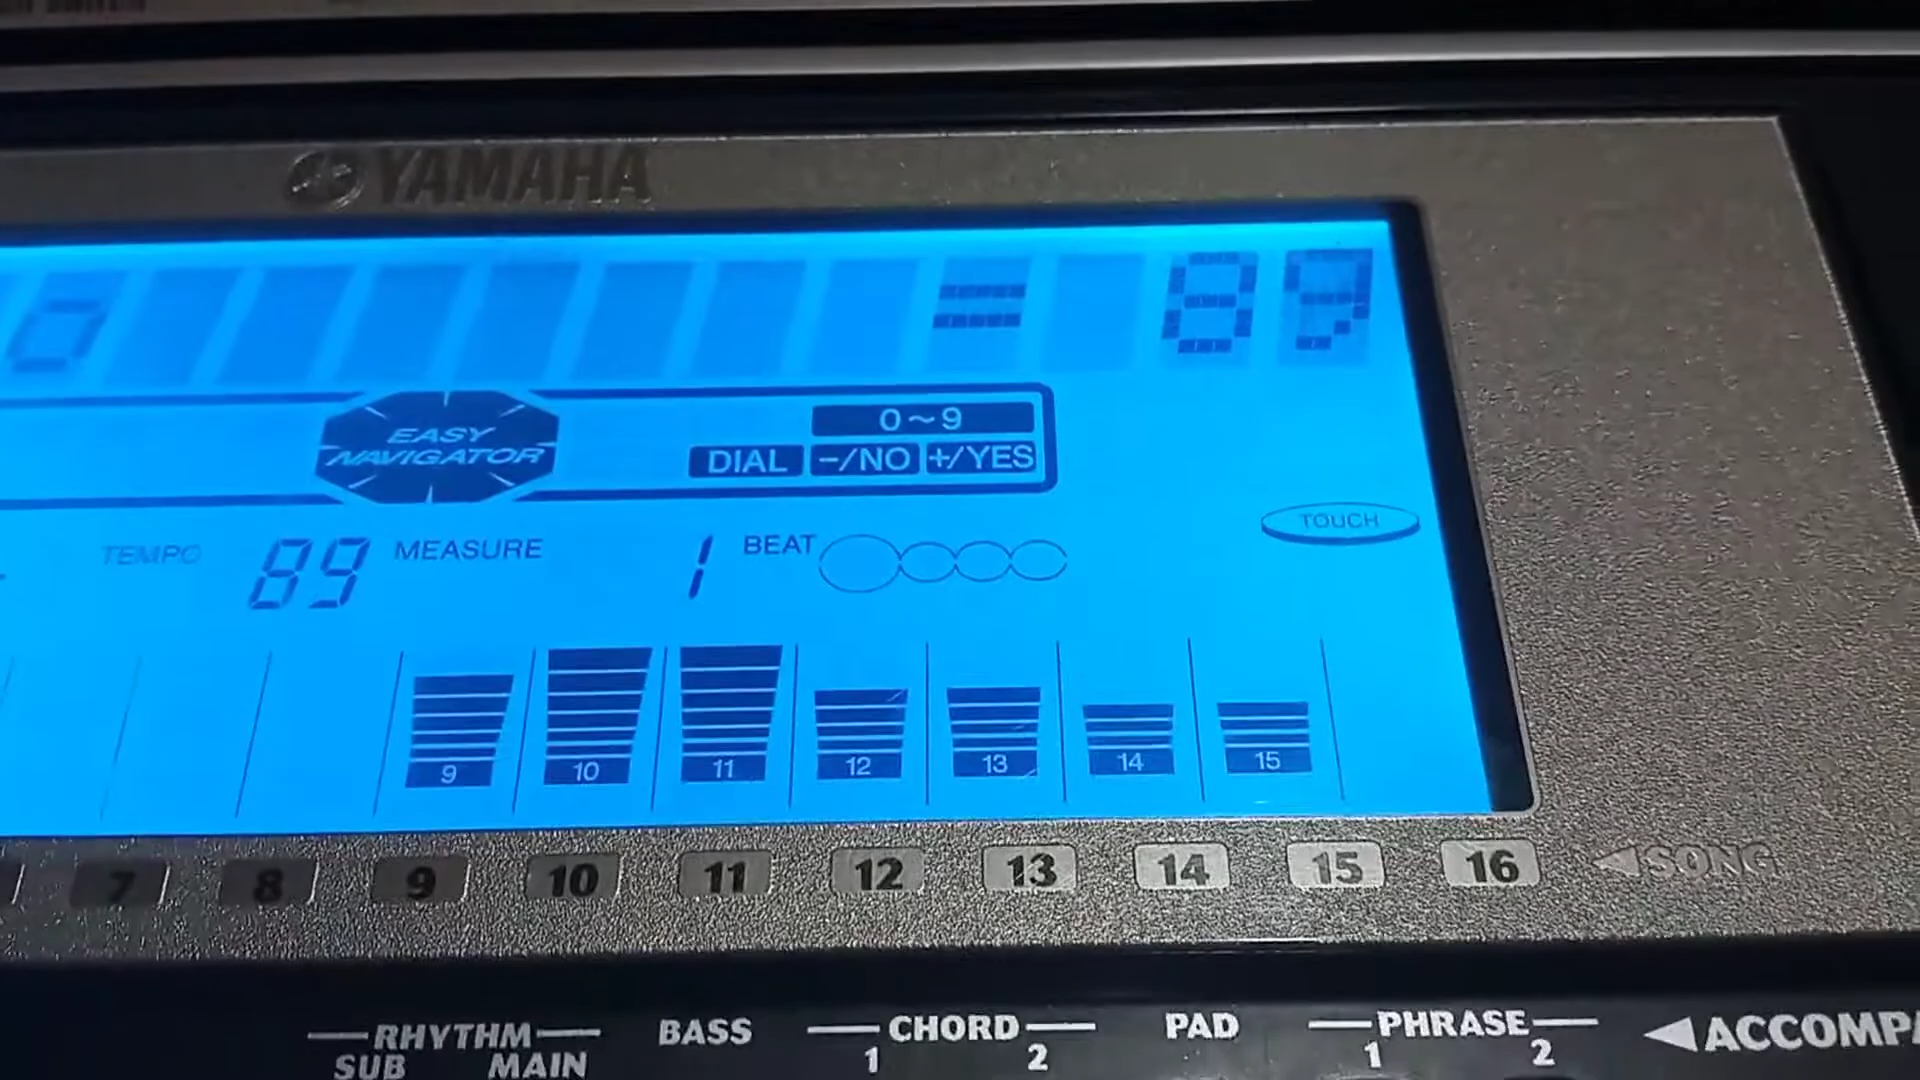 YAMAHA
o = 89
EASY
NAVIGATOR
0~9
DIAL -/NO +/YES
TOUCH
TEMPO 89 MEASURE 1 BEAT
9 10 11 12 13 14 15
7 8 9 10 11 12 13 14 15 16 SONG
RHYTHM BASS CHORD PAD PHRASE
SUB MAIN 1 2 1 2